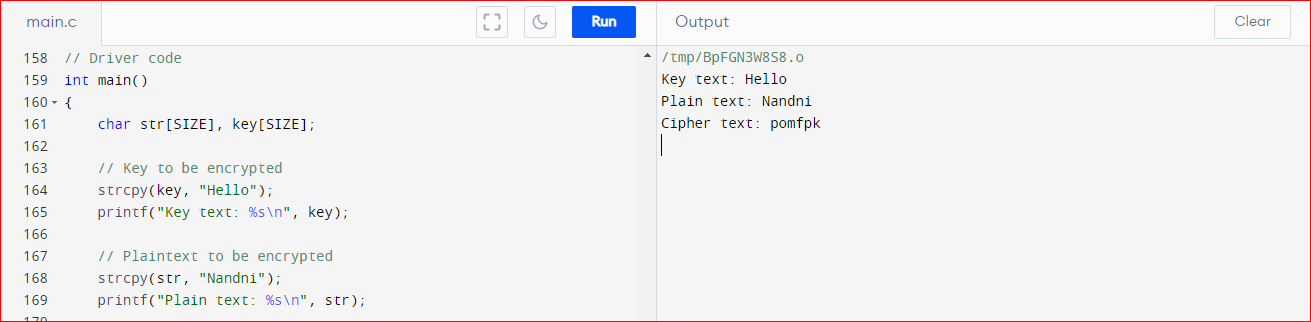 main.c
Run
158 // Driver code
159 int main()
160 {
161 char str[SIZE], key[SIZE];
162
163 // Key to be encrypted
164 strcpy(key, "Hello");
165 printf("Key text: %s\n", key);
166
167 // Plaintext to be encrypted
168 strcpy(str, "Nandni");
169 printf("Plain text: %s\n", str);
Output
Clear
/tmp/BpFGN3W8S8.o
Key text: Hello
Plain text: Nandni
Cipher text: pomfpk